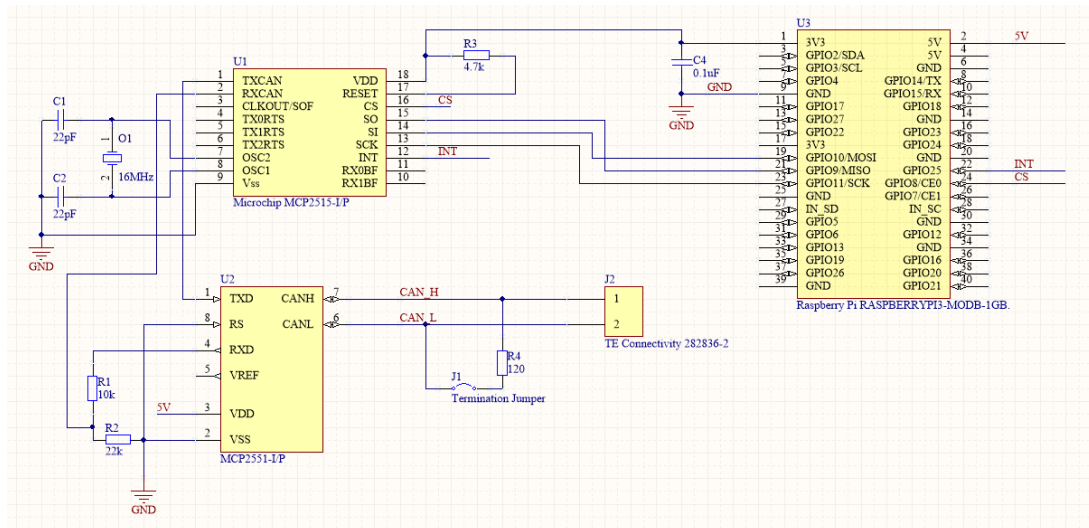 U1
1 TXCAN VDD 18
2 RXCAN RESET 17
3 CLKOUT/SOF CS 16
4 TX0RTS SO 15
5 TX1RTS SI 14
6 TX2RTS SCK 13
7 OSC2 INT 12
8 OSC1 RX0BF 11
9 Vss RX1BF 10
Microchip MCP2515-I/P
CS
INT
C1
22pF
C2
22pF
1
O1
2
16MHz
GND
R3
4.7k
C4
0.1uF
GND
GND
U3
1 3V3 5V 2
3 GPIO2/SDA 5V 4
5 GPIO3/SCL GND 6
7 GPIO4 GPIO14/TX 8
9 GND GPIO15/RX 10
11 GPIO17 GPIO18 12
13 GPIO27 GND 14
15 GPIO22 GPIO23 16
17 3V3 GPIO24 18
19 GPIO10/MOSI GND 20
21 GPIO9/MISO GPIO25 22
23 GPIO11/SCK GPIO8/CE0 24
25 GND GPIO7/CE1 26
27 IN_SD IN_SC 28
29 GPIO5 GND 30
31 GPIO6 GPIO12 32
33 GPIO13 GND 34
35 GPIO19 GPIO16 36
37 GPIO26 GPIO20 38
39 GND GPIO21 40
Raspberry Pi RASPBERRYPI3-MODB-1GB.
5V
INT
CS
U2
1 TXD CANH 7
8 RS CANL 6
4 RXD
5 VREF
3 VDD
2 VSS
MCP2551-I/P
5V
R1
10k
R2
22k
GND
CAN_H
CAN_L
J2
1
2
TE Connectivity 282836-2
R4
120
J1
Termination Jumper